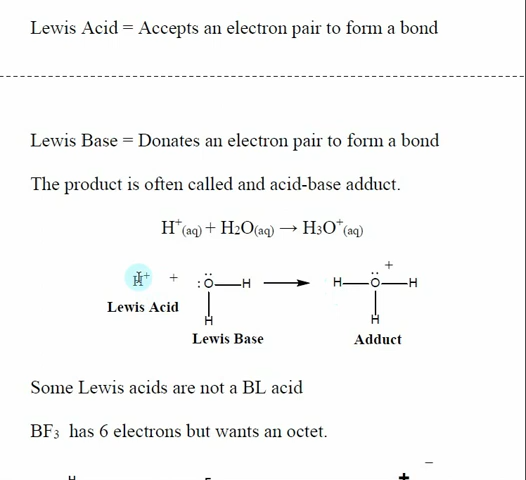 Lewis Acid = Accepts an electron pair to form a bond
Lewis Base = Donates an electron pair to form a bond
The product is often called and acid-base adduct.
H⁺(aq) + H₂O(aq) → H₃O⁺(aq)
H⁺ + :Ö—H → H—Ö—H +
H H
Lewis Acid
Lewis Base Adduct
Some Lewis acids are not a BL acid
BF₃ has 6 electrons but wants an octet.